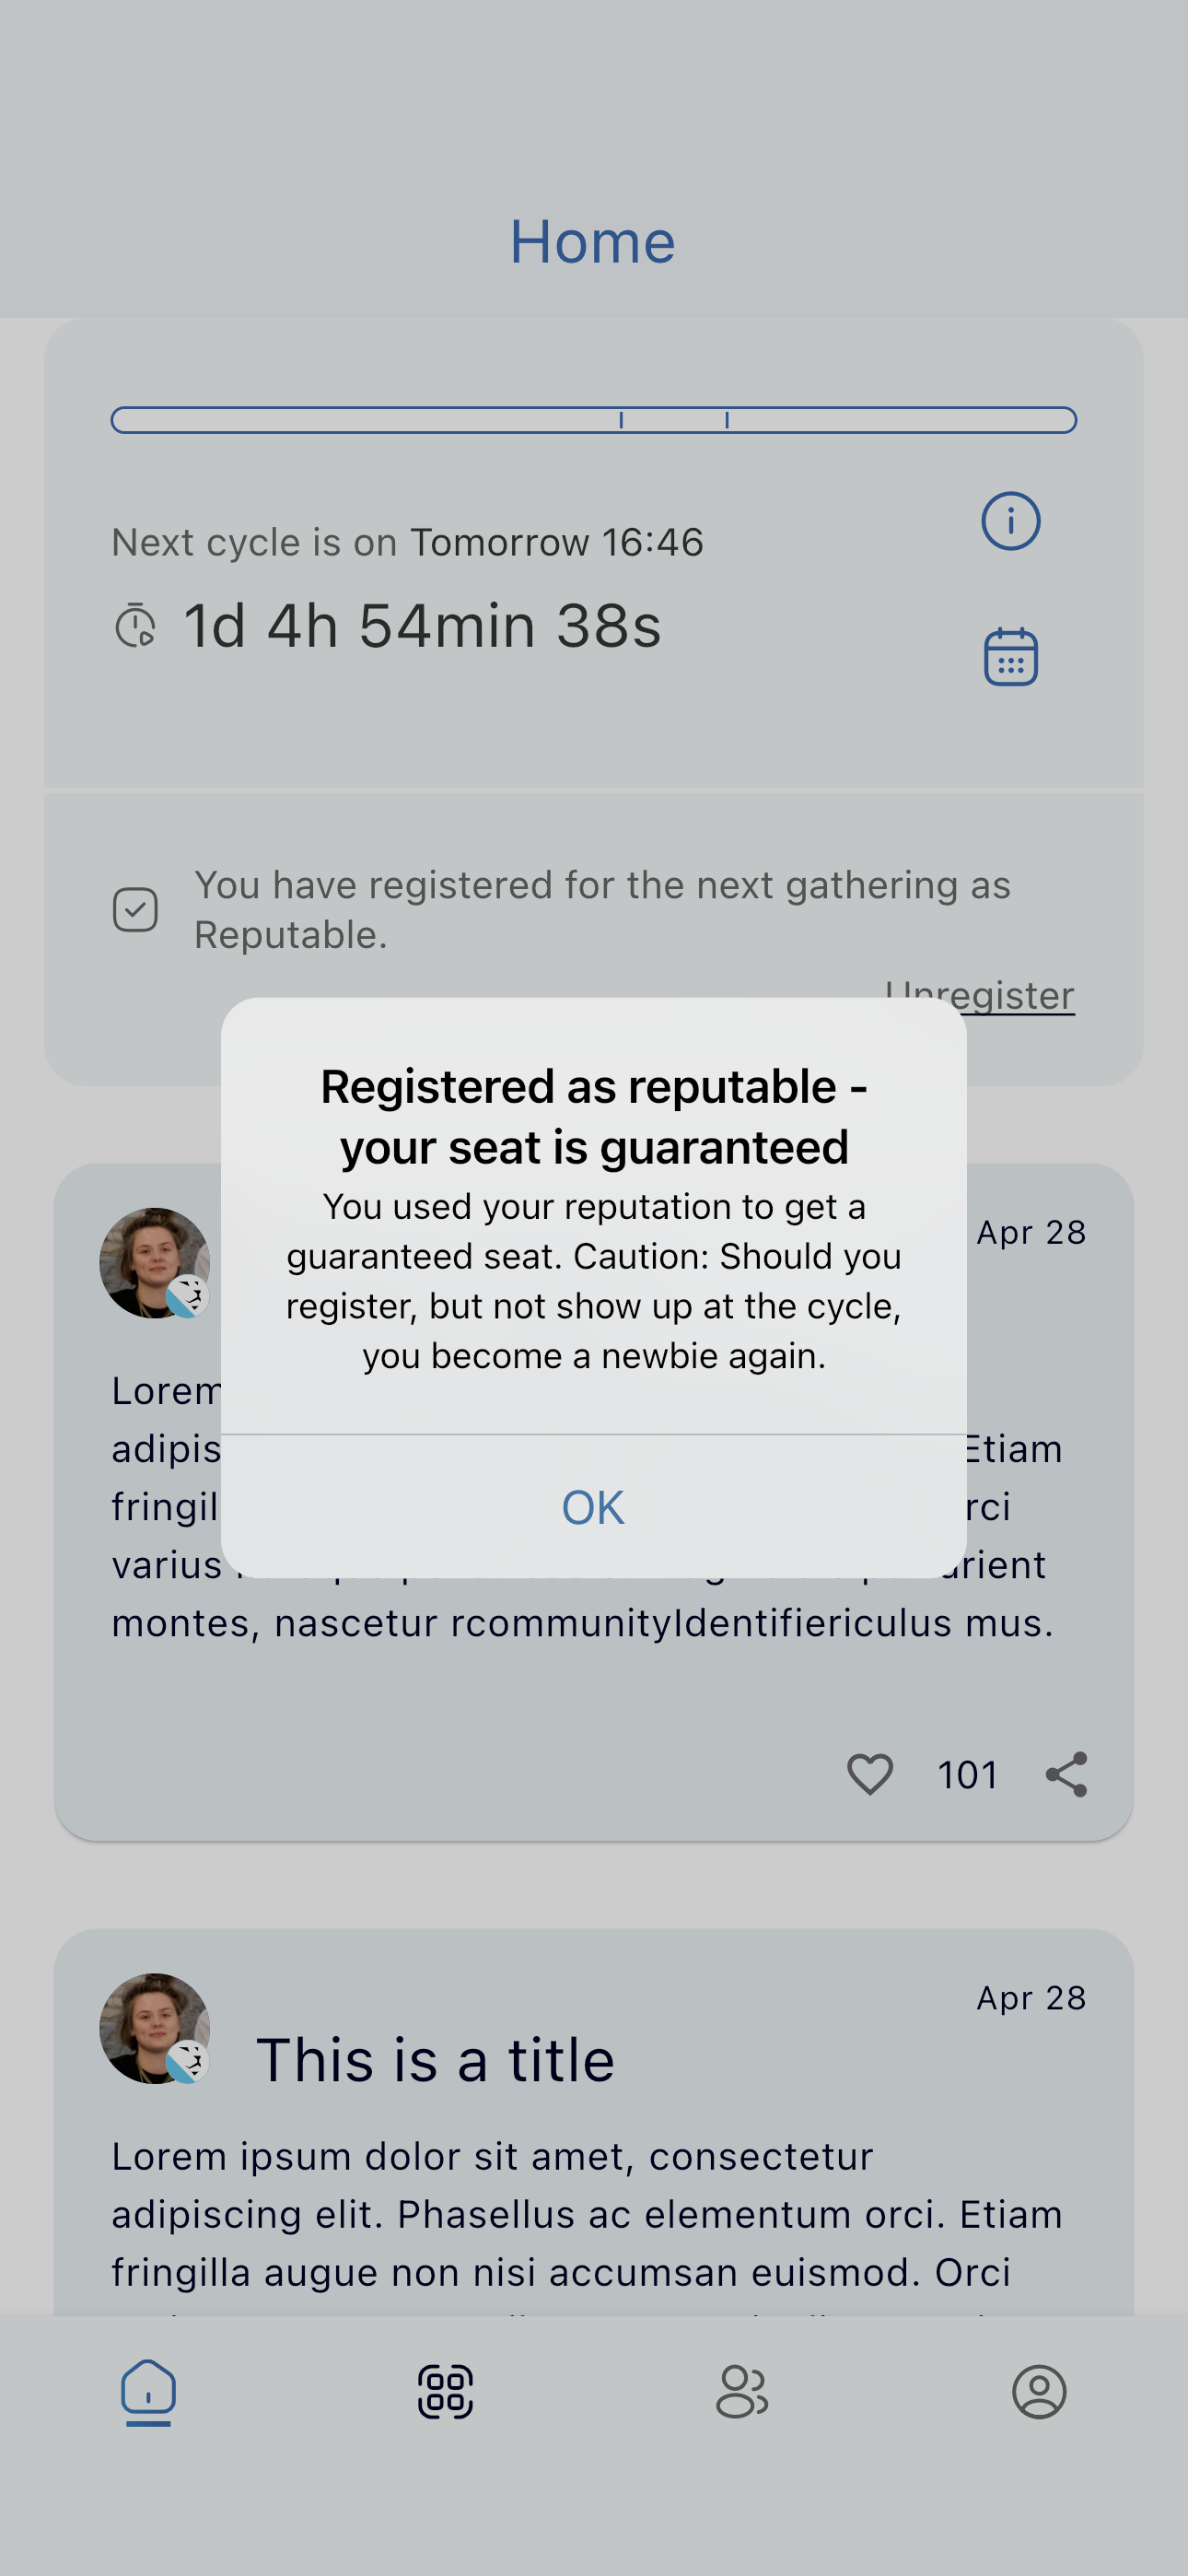 Home
Next cycle is on Tomorrow 16:46
1d 4h 54min 38s
You have registered for the next gathering as
Reputable.
Unregister
Registered as reputable -
your seat is guaranteed
You used your reputation to get a
guaranteed seat. Caution: Should you
register, but not show up at the cycle,
you become a newbie again.
OK
Apr 28
Lorem
adipis Etiam
fringil rci
varius rient
montes, nascetur rcommunityIdentifiericulus mus.
101
Apr 28
This is a title
Lorem ipsum dolor sit amet, consectetur
adipiscing elit. Phasellus ac elementum orci. Etiam
fringilla augue non nisi accumsan euismod. Orci